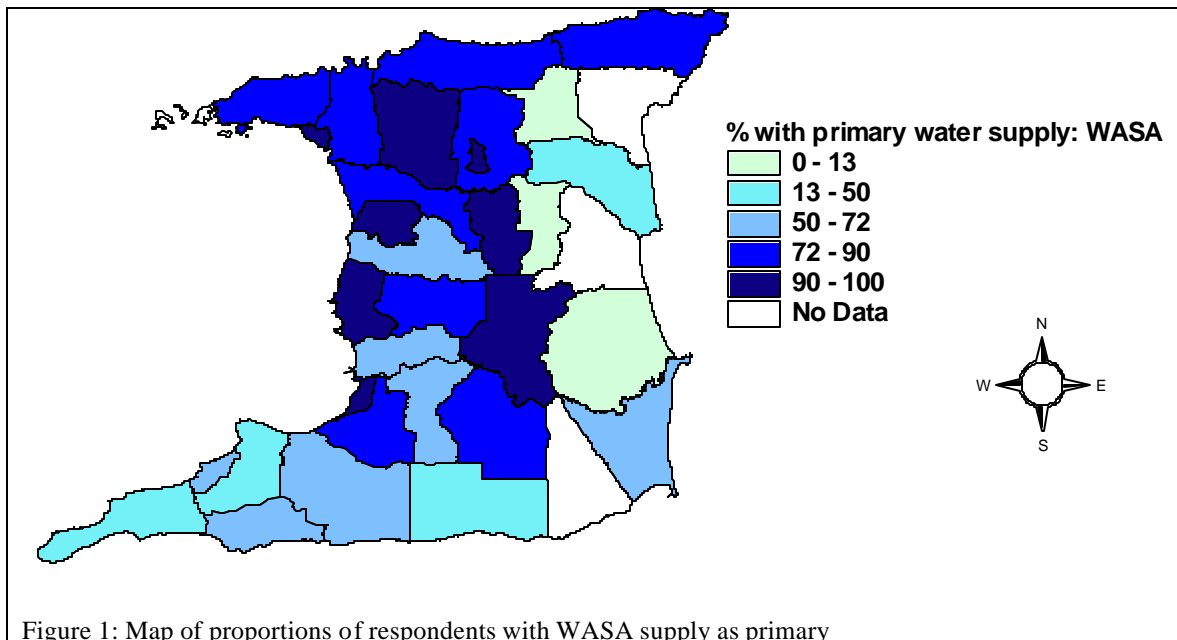 % with primary water supply: WASA
0 - 13
13 - 50
50 - 72
72 - 90
90 - 100
No Data
N
W E
S
Figure 1: Map of proportions of respondents with WASA supply as primary